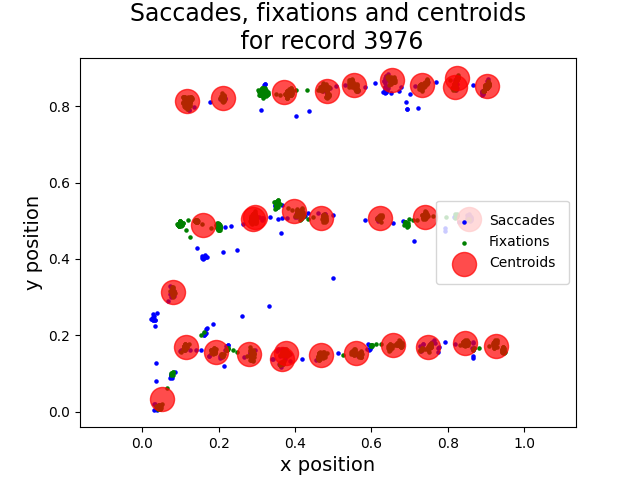 Saccades, fixations and centroids
for record 3976
y position
0.8
0.6
0.4
0.2
0.0
Saccades
Fixations
Centroids
0.0 0.2 0.4 0.6 0.8 1.0
x position